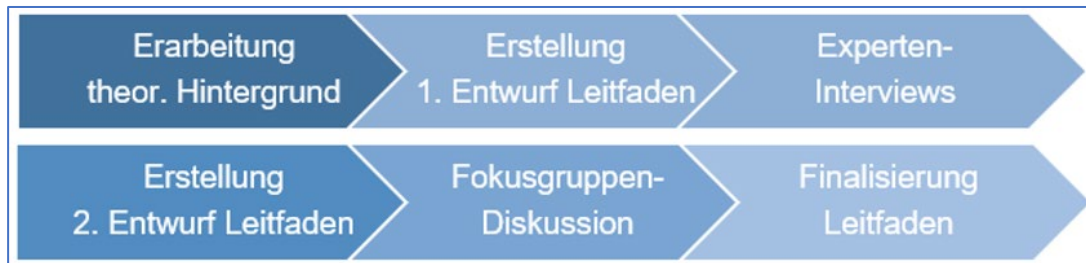 Erarbeitung
theor. Hintergrund
Erstellung
1. Entwurf Leitfaden
Experten-
Interviews
Erstellung
2. Entwurf Leitfaden
Fokusgruppen-
Diskussion
Finalisierung
Leitfaden